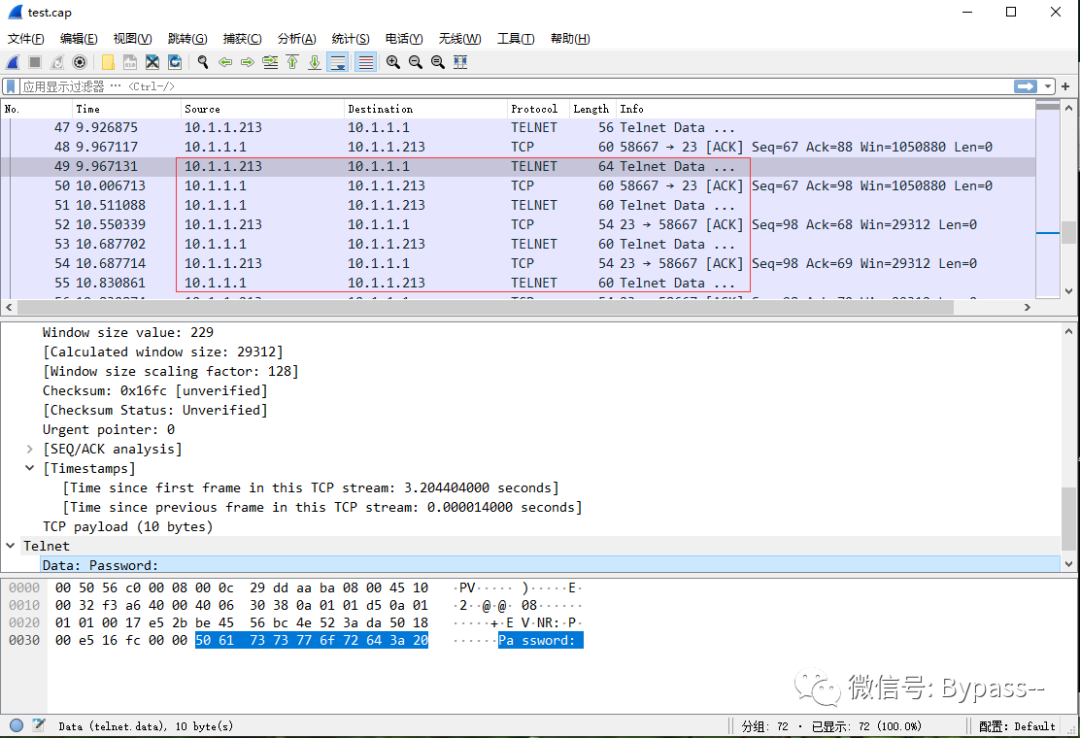 test.cap
文件(F) 编辑(E) 视图(V) 跳转(G) 捕获(C) 分析(A) 统计(S) 电话(Y) 无线(W) 工具(T) 帮助(H)
应用显示过滤器 … <Ctrl-/>
No. Time Source Destination Protocol Length Info
47 9.926875 10.1.1.213 10.1.1.1 TELNET 56 Telnet Data ...
48 9.967117 10.1.1.1 10.1.1.213 TCP 60 58667 → 23 [ACK] Seq=67 Ack=88 Win=1050880 Len=0
49 9.967131 10.1.1.213 10.1.1.1 TELNET 64 Telnet Data ...
50 10.006713 10.1.1.1 10.1.1.213 TCP 60 58667 → 23 [ACK] Seq=67 Ack=98 Win=1050880 Len=0
51 10.511088 10.1.1.1 10.1.1.213 TELNET 60 Telnet Data ...
52 10.550339 10.1.1.213 10.1.1.1 TCP 54 23 → 58667 [ACK] Seq=98 Ack=68 Win=29312 Len=0
53 10.687702 10.1.1.1 10.1.1.213 TELNET 60 Telnet Data ...
54 10.687714 10.1.1.213 10.1.1.1 TCP 54 23 → 58667 [ACK] Seq=98 Ack=69 Win=29312 Len=0
55 10.830861 10.1.1.1 10.1.1.213 TELNET 60 Telnet Data ...
Window size value: 229
[Calculated window size: 29312]
[Window size scaling factor: 128]
Checksum: 0x16fc [unverified]
[Checksum Status: Unverified]
Urgent pointer: 0
[SEQ/ACK analysis]
[Timestamps]
[Time since first frame in this TCP stream: 3.204404000 seconds]
[Time since previous frame in this TCP stream: 0.000014000 seconds]
TCP payload (10 bytes)
Telnet
Data: Password:
0000 00 50 56 c0 00 08 00 0c 29 dd aa ba 08 00 45 10 ·PV····· )·····E·
0010 00 32 f3 a6 40 00 40 06 30 38 0a 01 01 d5 0a 01 ·2··@·@· 08······
0020 01 01 00 17 e5 2b be 45 56 bc 4e 52 3a da 50 18 ·····+·E V·NR:·P·
0030 00 e5 16 fc 00 00 50 61 73 73 77 6f 72 64 3a 20 ······Pa ssword:
微信号: Bypass--
Data (telnet.data), 10 byte(s) 分组: 72 · 已显示: 72 (100.0%) 配置: Default